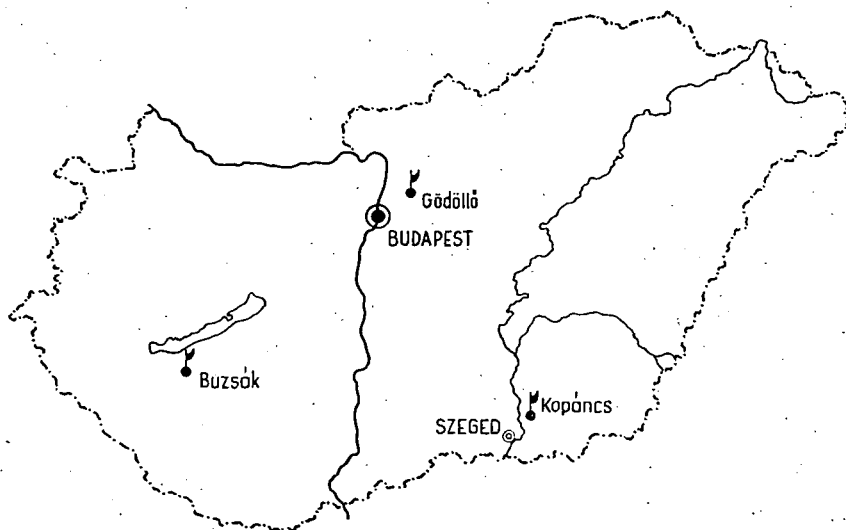 Gödöllő
BUDAPEST
Buzsák
Kopáncs
SZEGED